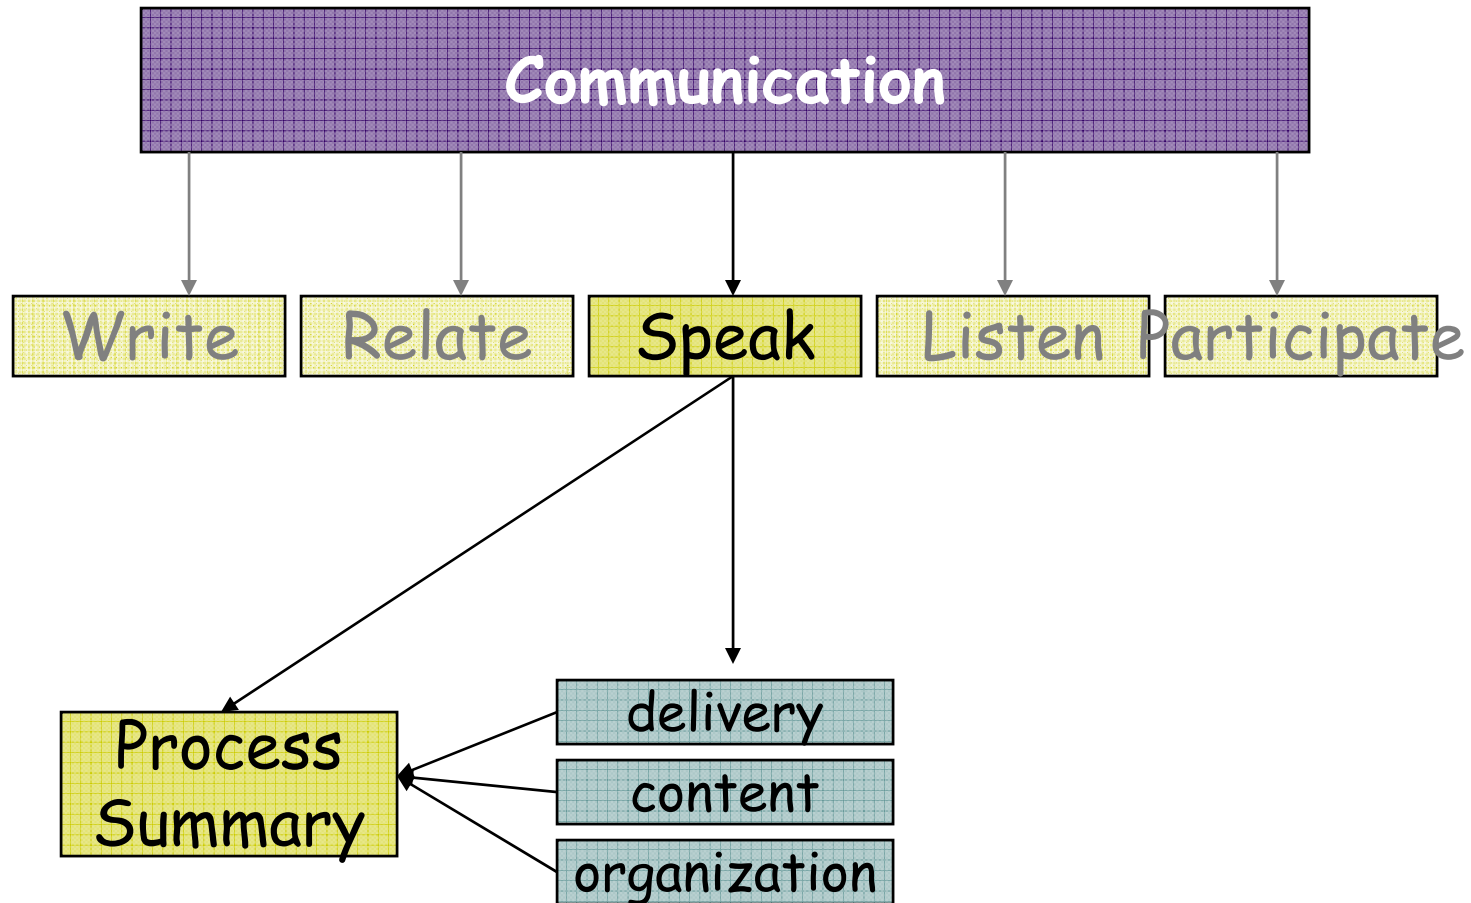 Communication
Write
Relate
Speak
Listen
Participate
Process
Summary
delivery
content
organization